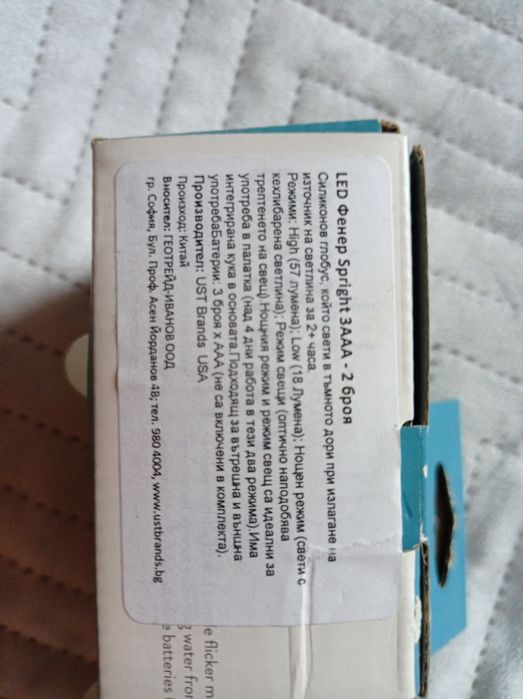 LED Фенер Spright 3AAA - 2 броя
Силиконов глобус, който свети в тъмното дори при излагане на
източник на светлина за 2+ часа.
Режими: High (57 лумена); Low (18 Лумена); Нощен режим (свети с
кехлибарена светлина); Режим свещи (оптично наподобява
трептенето на свещ).Нощния режим и режим свещ са идеални за
употреба в палатка (над 4 дни работа в тези два режима).Има
интегрирана кука в основата.Подходящ за вътрешна и външна
употребаБатерии: 3 броя x AAA (не са включени в комплекта).
Производител: UST Brands USA
Произход: Китай
Вносител: ГЕОТРЕЙД-ИВАНОВ ООД
гр. София, Бул. Проф. Асен Йорданов 4В; тел. 980 4004, www.ustbrands.bg
e flicker m
g water from
e batteries